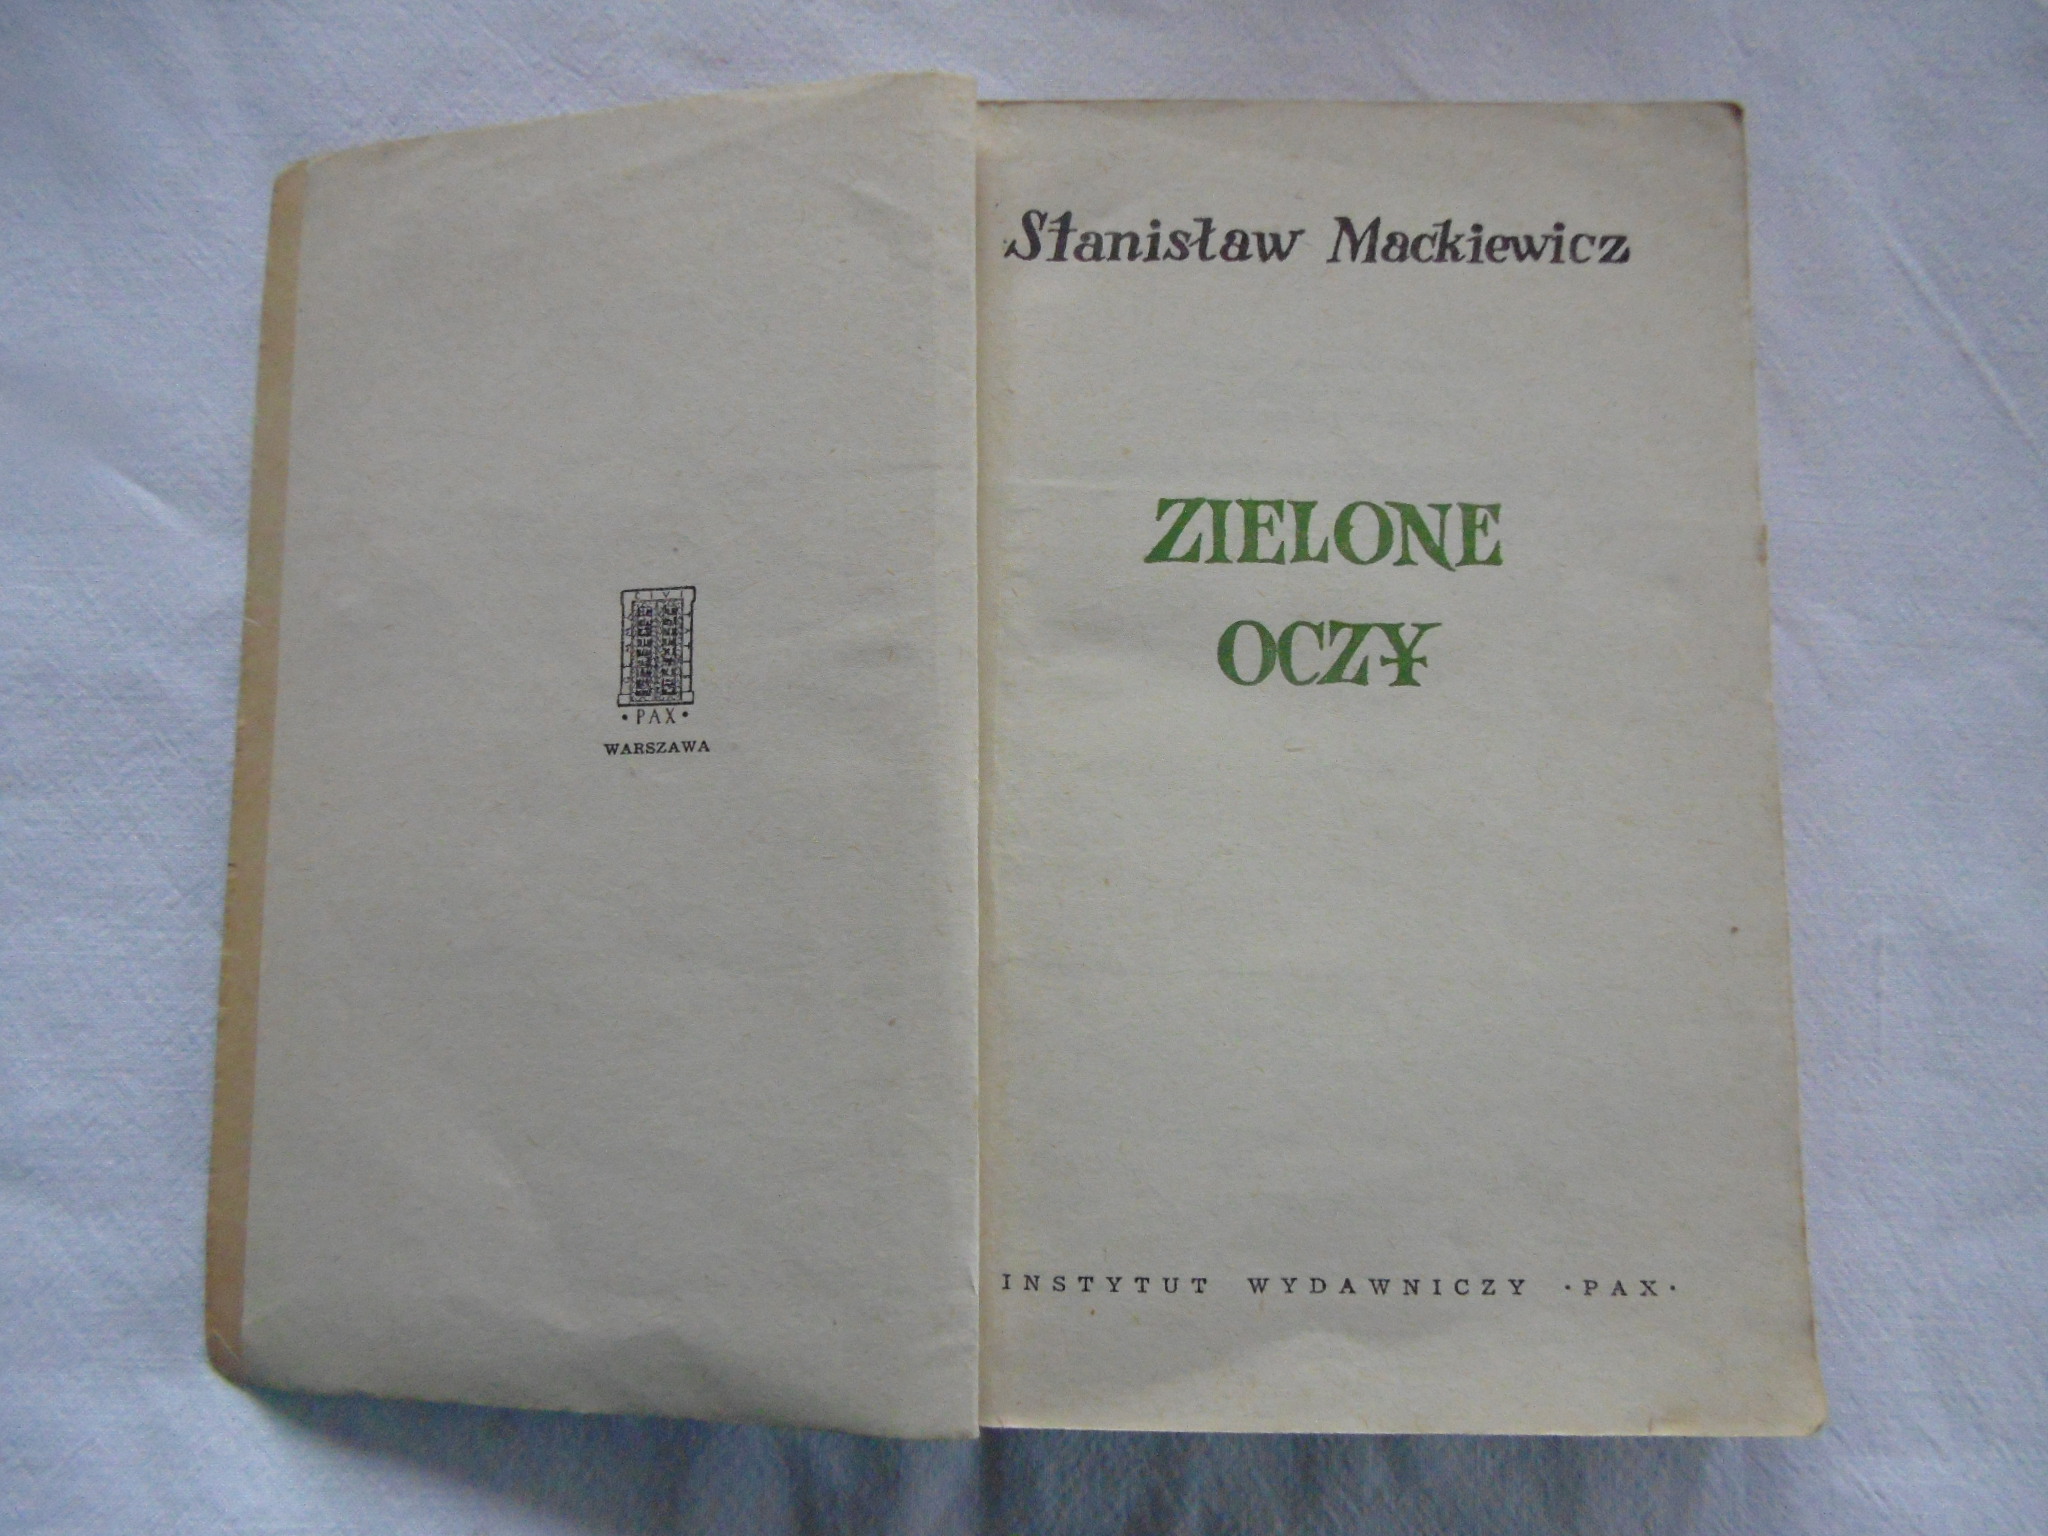 · PAX ·
WARSZAWA
Stanisław Mackiewicz
ZIELONE
OCZY
INSTYTUT WYDAWNICZY · PAX ·